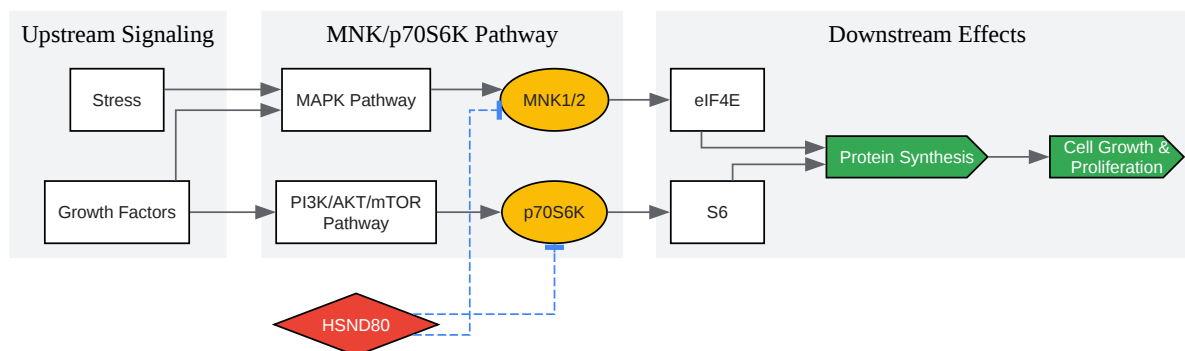 Upstream Signaling
MNK/p70S6K Pathway
Downstream Effects
Stress
MAPK Pathway
MNK1/2
eIF4E
Protein Synthesis
Cell Growth &
Proliferation
Growth Factors
PI3K/AKT/mTOR
Pathway
p70S6K
S6
HSND80